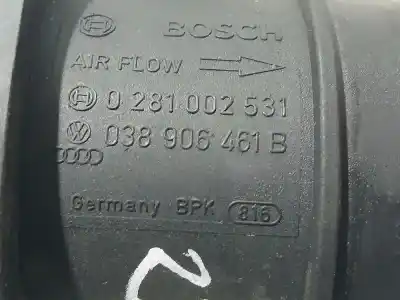 BOSCH
AIR FLOW
0 281 002 531
038 906 461 B
Germany BPK 816